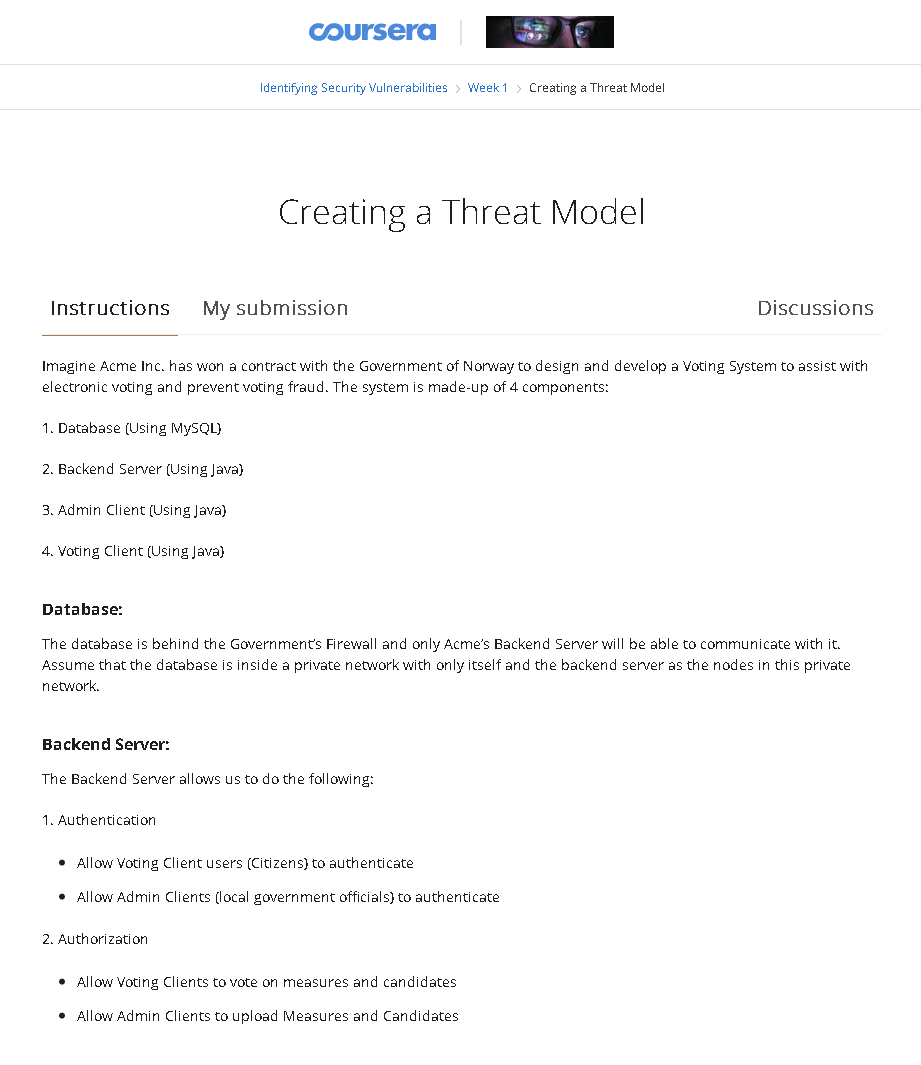 coursera
Identifying Security Vulnerabilities > Week 1 > Creating a Threat Model
Creating a Threat Model
Instructions My submission Discussions
Imagine Acme Inc. has won a contract with the Government of Norway to design and develop a Voting System to assist with
electronic voting and prevent voting fraud. The system is made-up of 4 components:
1. Database (Using MySQL)
2. Backend Server (Using Java)
3. Admin Client (Using Java)
4. Voting Client (Using Java)
Database:
The database is behind the Government's Firewall and only Acme's Backend Server will be able to communicate with it.
Assume that the database is inside a private network with only itself and the backend server as the nodes in this private
network.
Backend Server:
The Backend Server allows us to do the following:
1. Authentication
• Allow Voting Client users (Citizens) to authenticate
• Allow Admin Clients (local government officials) to authenticate
2. Authorization
• Allow Voting Clients to vote on measures and candidates
• Allow Admin Clients to upload Measures and Candidates